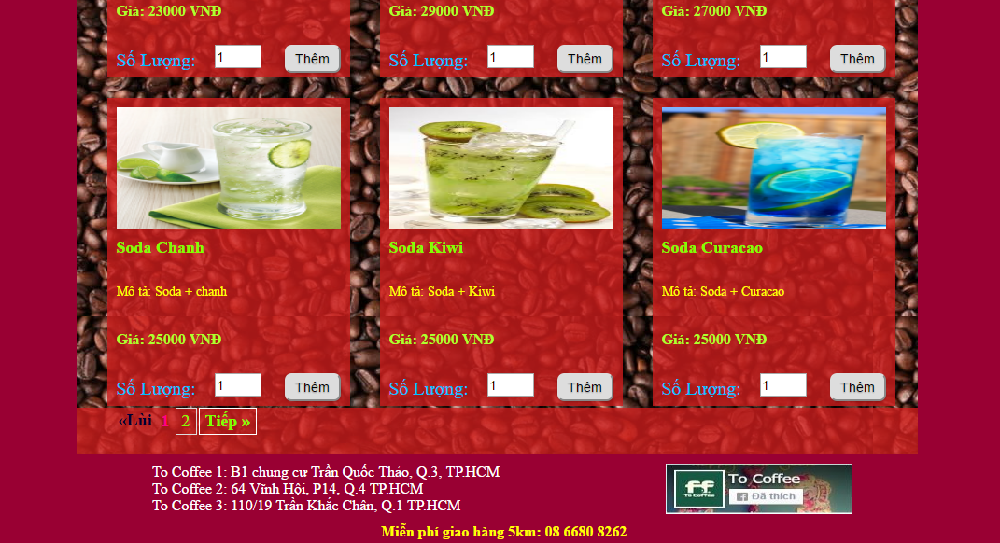 Giá: 23000 VNĐ Giá: 29000 VNĐ Giá: 27000 VNĐ
Số Lượng: 1 Thêm Số Lượng: 1 Thêm Số Lượng: 1 Thêm
Soda Chanh Soda Kiwi Soda Curacao
Mô tả: Soda + chanh Mô tả: Soda + Kiwi Mô tả: Soda + Curacao
Giá: 25000 VNĐ Giá: 25000 VNĐ Giá: 25000 VNĐ
Số Lượng: 1 Thêm Số Lượng: 1 Thêm Số Lượng: 1 Thêm
«Lùi 1 2 Tiếp »
To Coffee 1: B1 chung cư Trần Quốc Thảo, Q.3, TP.HCM
To Coffee 2: 64 Vĩnh Hội, P14, Q.4 TP.HCM
To Coffee 3: 110/19 Trần Khắc Chân, Q.1 TP.HCM
ff
To Coffee
To Coffee
Đã thích
Miễn phí giao hàng 5km: 08 6680 8262